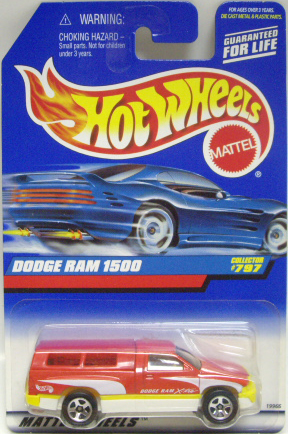 ⚠ WARNING:
CHOKING HAZARD -
Small parts. Not for children
under 3 years.
FOR AGES OVER 3 YEARS.
DIE CAST METAL & PLASTIC PARTS.
GUARANTEED
FOR LIFE
Hot Wheels
®
MATTEL
DODGE RAM 1500
COLLECTOR
#797
DODGE RAM